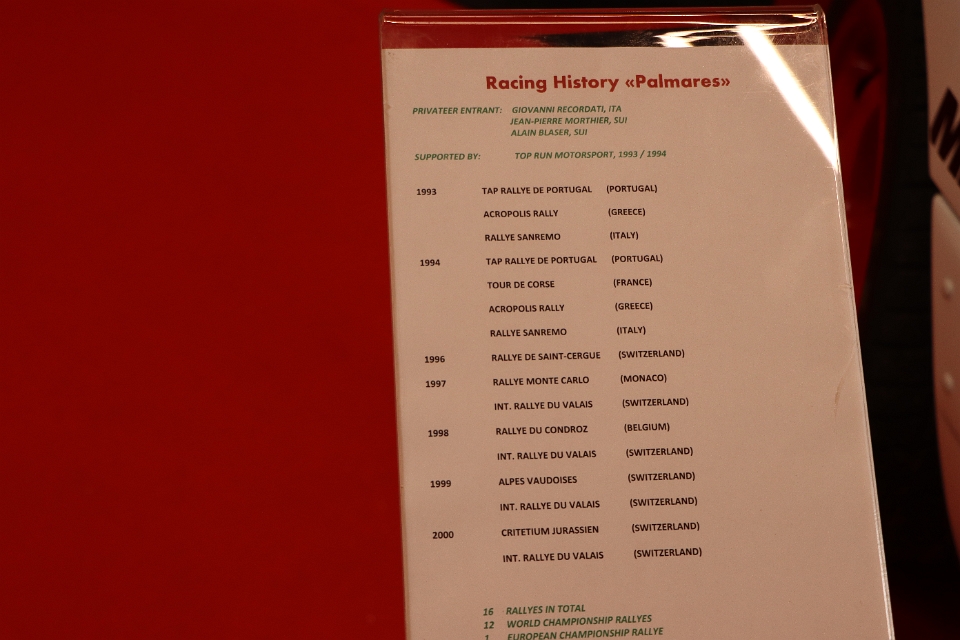 Racing History «Palmares»
PRIVATEER ENTRANT: GIOVANNI RECORDATI, ITA
JEAN-PIERRE MORTHIER, SUI
ALAIN BLASER, SUI
SUPPORTED BY: TOP RUN MOTORSPORT, 1993 / 1994
1993 TAP RALLYE DE PORTUGAL (PORTUGAL)
ACROPOLIS RALLY (GREECE)
RALLYE SANREMO (ITALY)
1994 TAP RALLYE DE PORTUGAL (PORTUGAL)
TOUR DE CORSE (FRANCE)
ACROPOLIS RALLY (GREECE)
RALLYE SANREMO (ITALY)
1996 RALLYE DE SAINT-CERGUE (SWITZERLAND)
1997 RALLYE MONTE CARLO (MONACO)
INT. RALLYE DU VALAIS (SWITZERLAND)
1998 RALLYE DU CONDROZ (BELGIUM)
INT. RALLYE DU VALAIS (SWITZERLAND)
1999 ALPES VAUDOISES (SWITZERLAND)
INT. RALLYE DU VALAIS (SWITZERLAND)
2000 CRITETIUM JURASSIEN (SWITZERLAND)
INT. RALLYE DU VALAIS (SWITZERLAND)
16 RALLYES IN TOTAL
12 WORLD CHAMPIONSHIP RALLYES
1 EUROPEAN CHAMPIONSHIP RALLYE